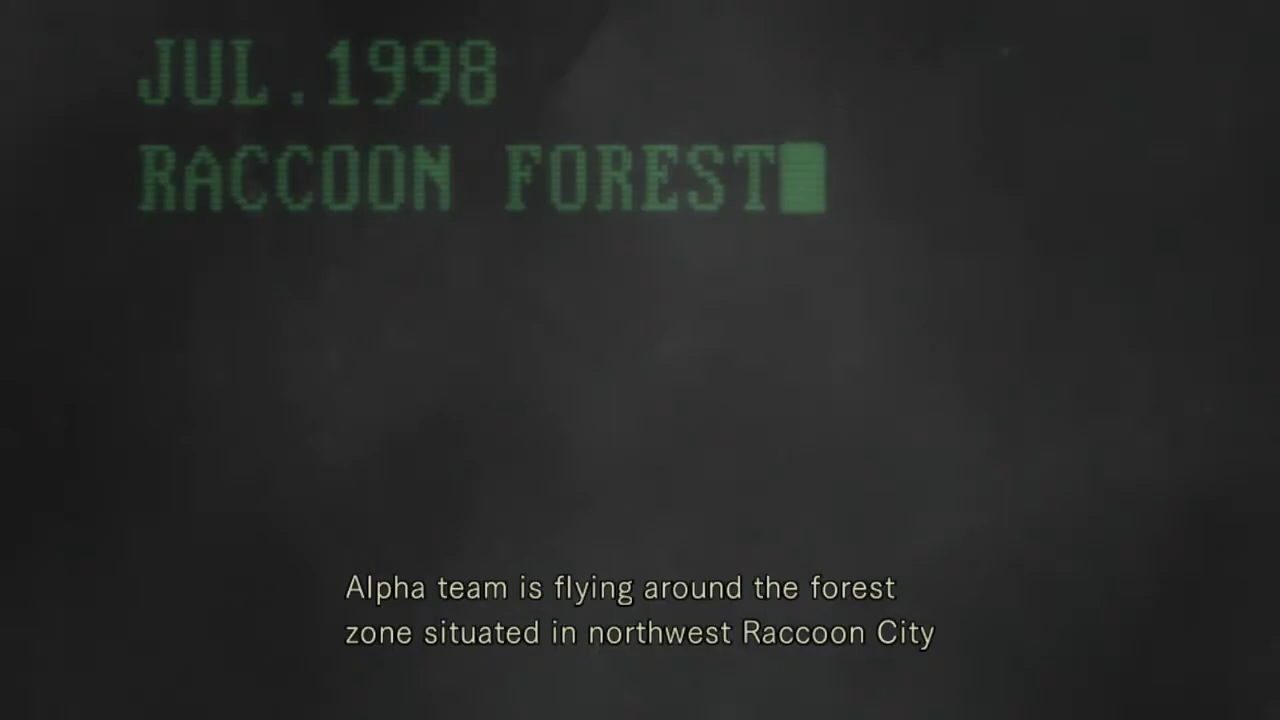 JUL.1998
RACCOON FOREST
Alpha team is flying around the forest
zone situated in northwest Raccoon City